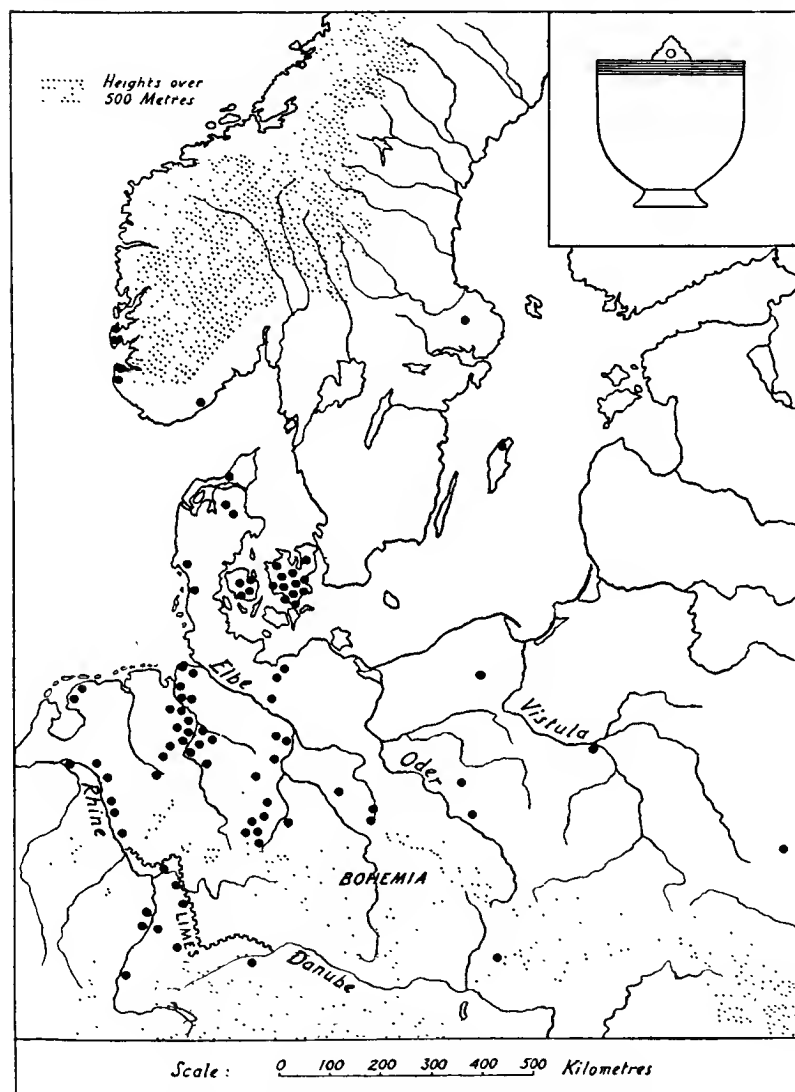 Heights over
500 Metres
Elbe
Vistula
Oder
Rhine
BOHEMIA
LIMES
Danube
Scale: 0 100 200 300 400 500 Kilometres